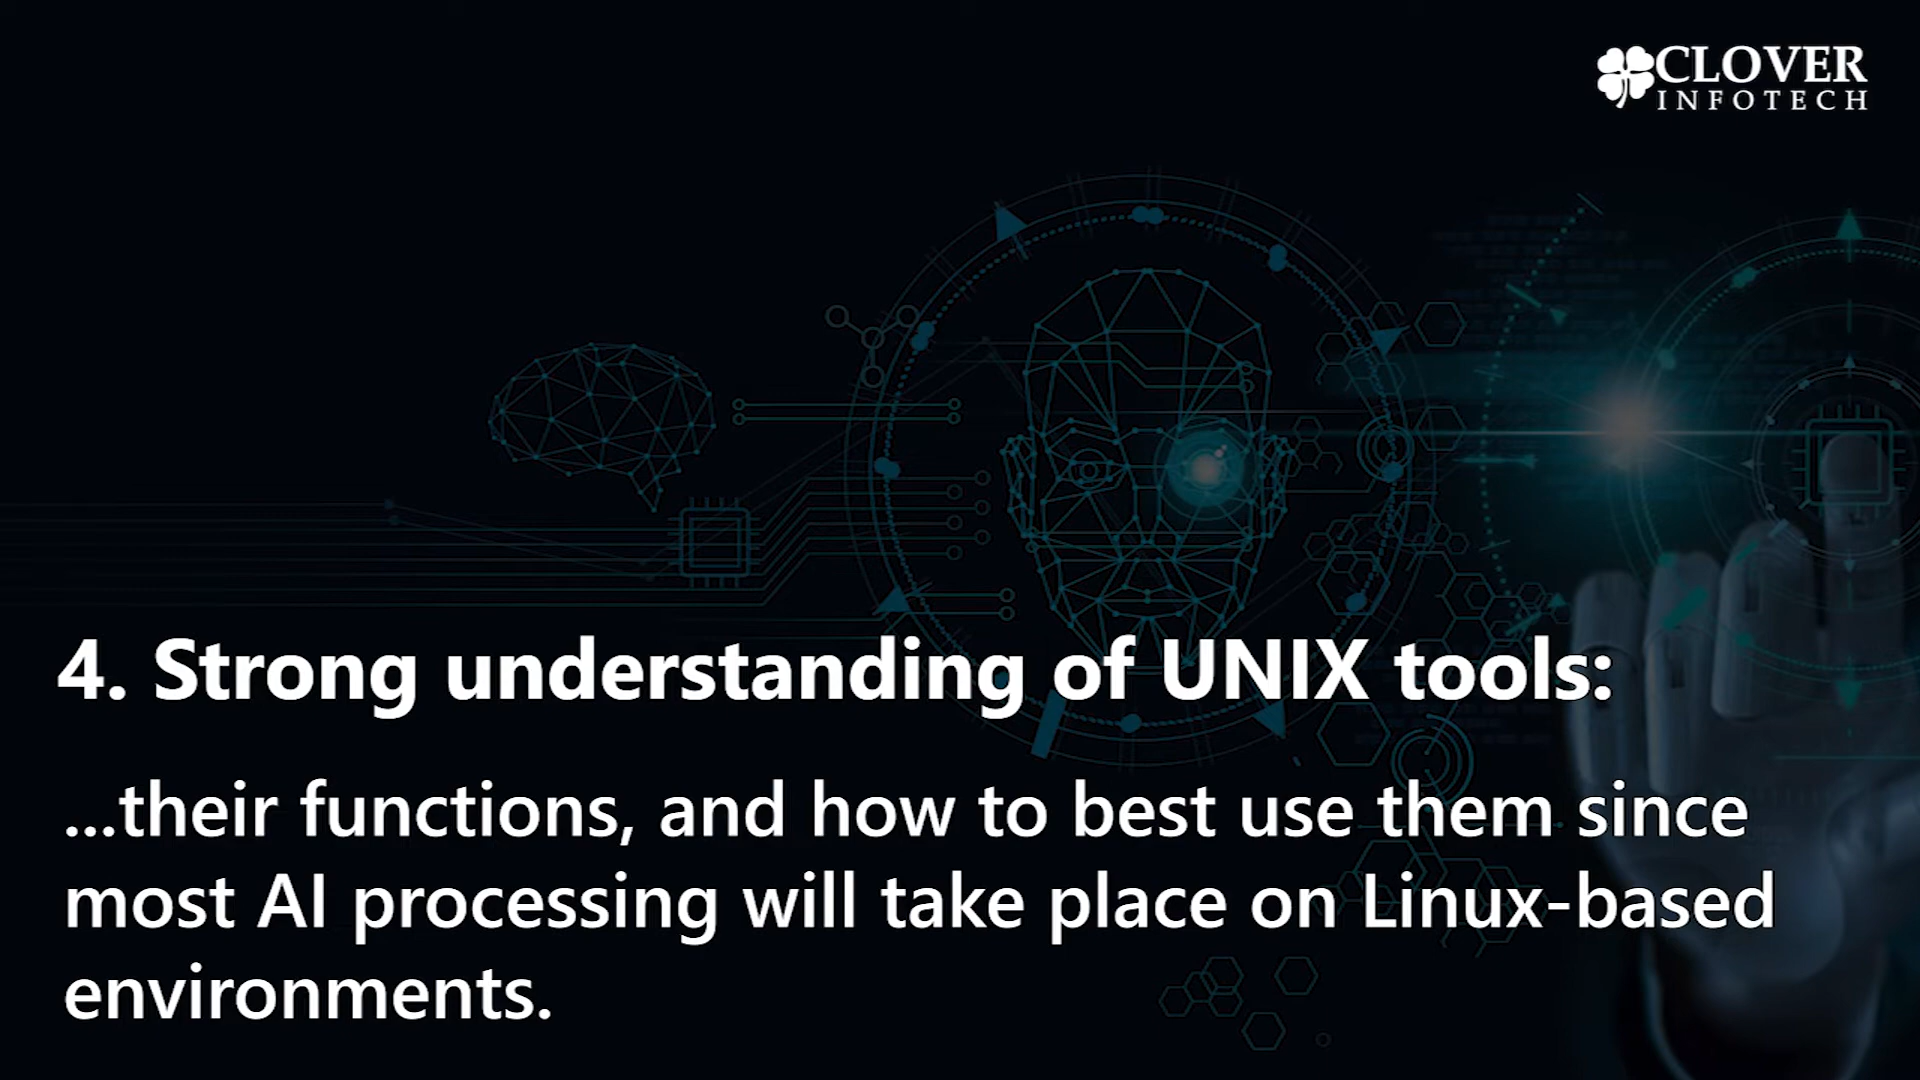 CLOVER
INFOTECH
4. Strong understanding of UNIX tools:
...their functions, and how to best use them since
most AI processing will take place on Linux-based
environments.